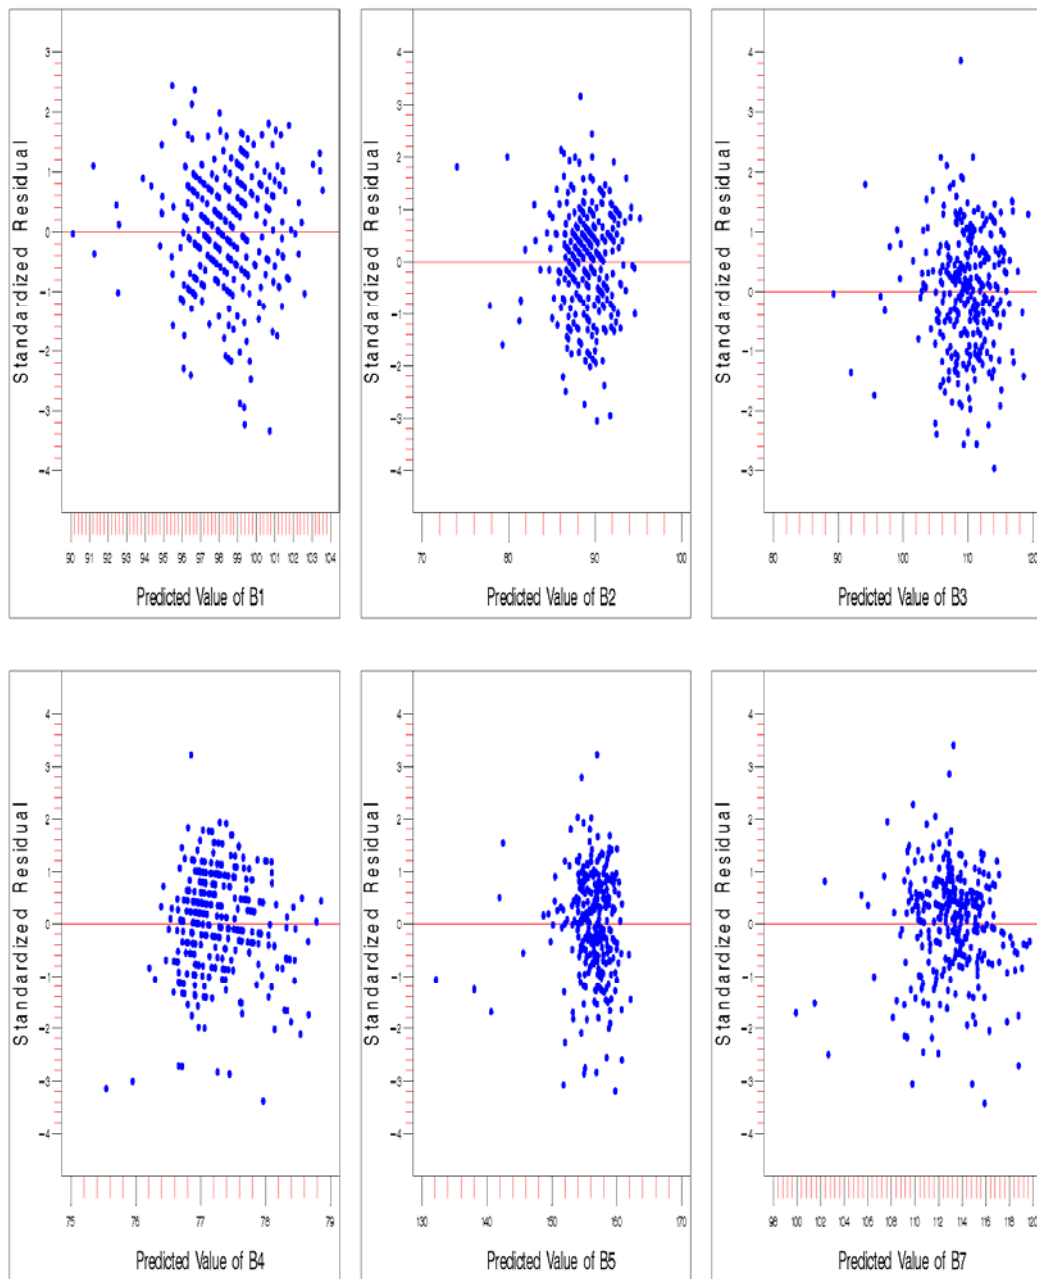 Standardized Residual
3
2
1
0
-1
-2
-3
-4
90 91 92 93 94 95 96 97 98 99 100 101 102 103 104
Predicted Value of B1
Standardized Residual
4
3
2
1
0
-1
-2
-3
-4
70 80 90 100
Predicted Value of B2
Standardized Residual
4
3
2
1
0
-1
-2
-3
80 90 100 110 120
Predicted Value of B3
Standardized Residual
4
3
2
1
0
-1
-2
-3
-4
75 76 77 78 79
Predicted Value of B4
Standardized Residual
4
3
2
1
0
-1
-2
-3
-4
130 140 150 160 170
Predicted Value of B5
Standardized Residual
4
3
2
1
0
-1
-2
-3
-4
98 100 102 104 106 108 110 112 114 116 118 120
Predicted Value of B7